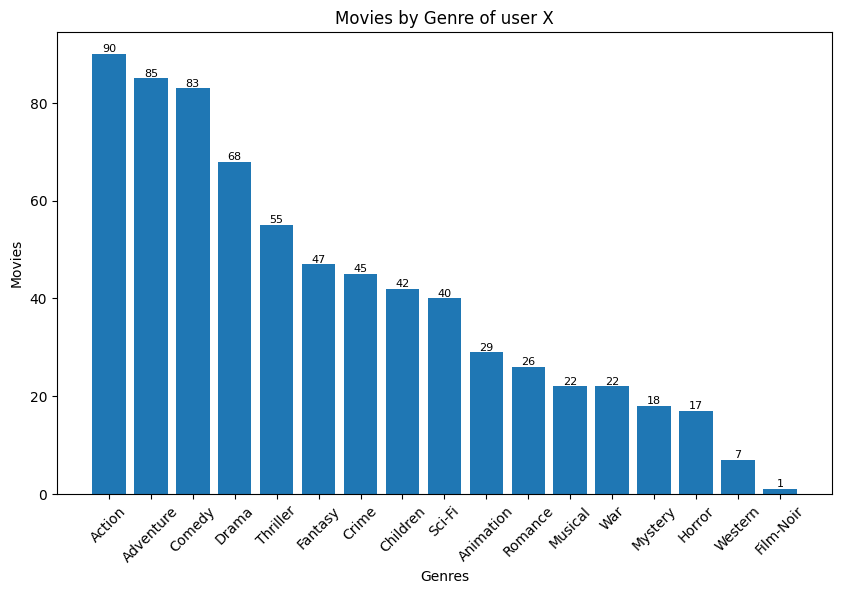 Movies by Genre of user X
90
85
83
68
55
47
45
42
40
29
26
22
22
18
17
7
1
80
60
40
20
0
Movies
Action
Adventure
Comedy
Drama
Thriller
Fantasy
Crime
Children
Sci-Fi
Animation
Romance
Musical
War
Mystery
Horror
Western
Film-Noir
Genres